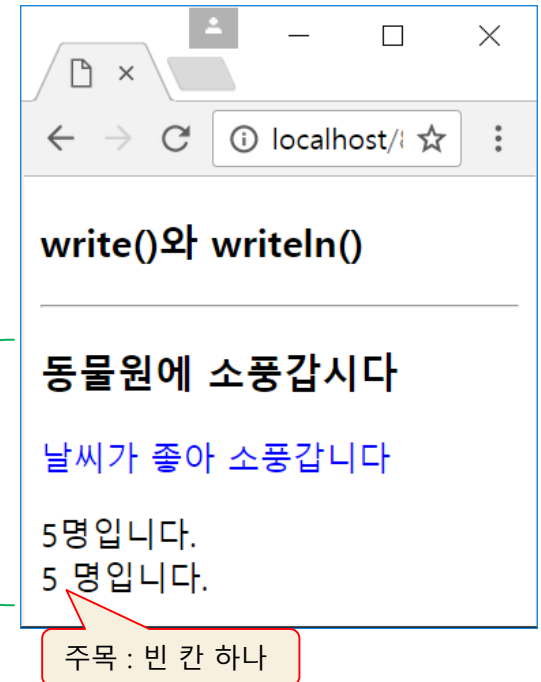 localhost/
write()와 writeln()
동물원에 소풍갑시다
날씨가 좋아 소풍갑니다
5명입니다.
5 명입니다.
주목 : 빈 칸 하나